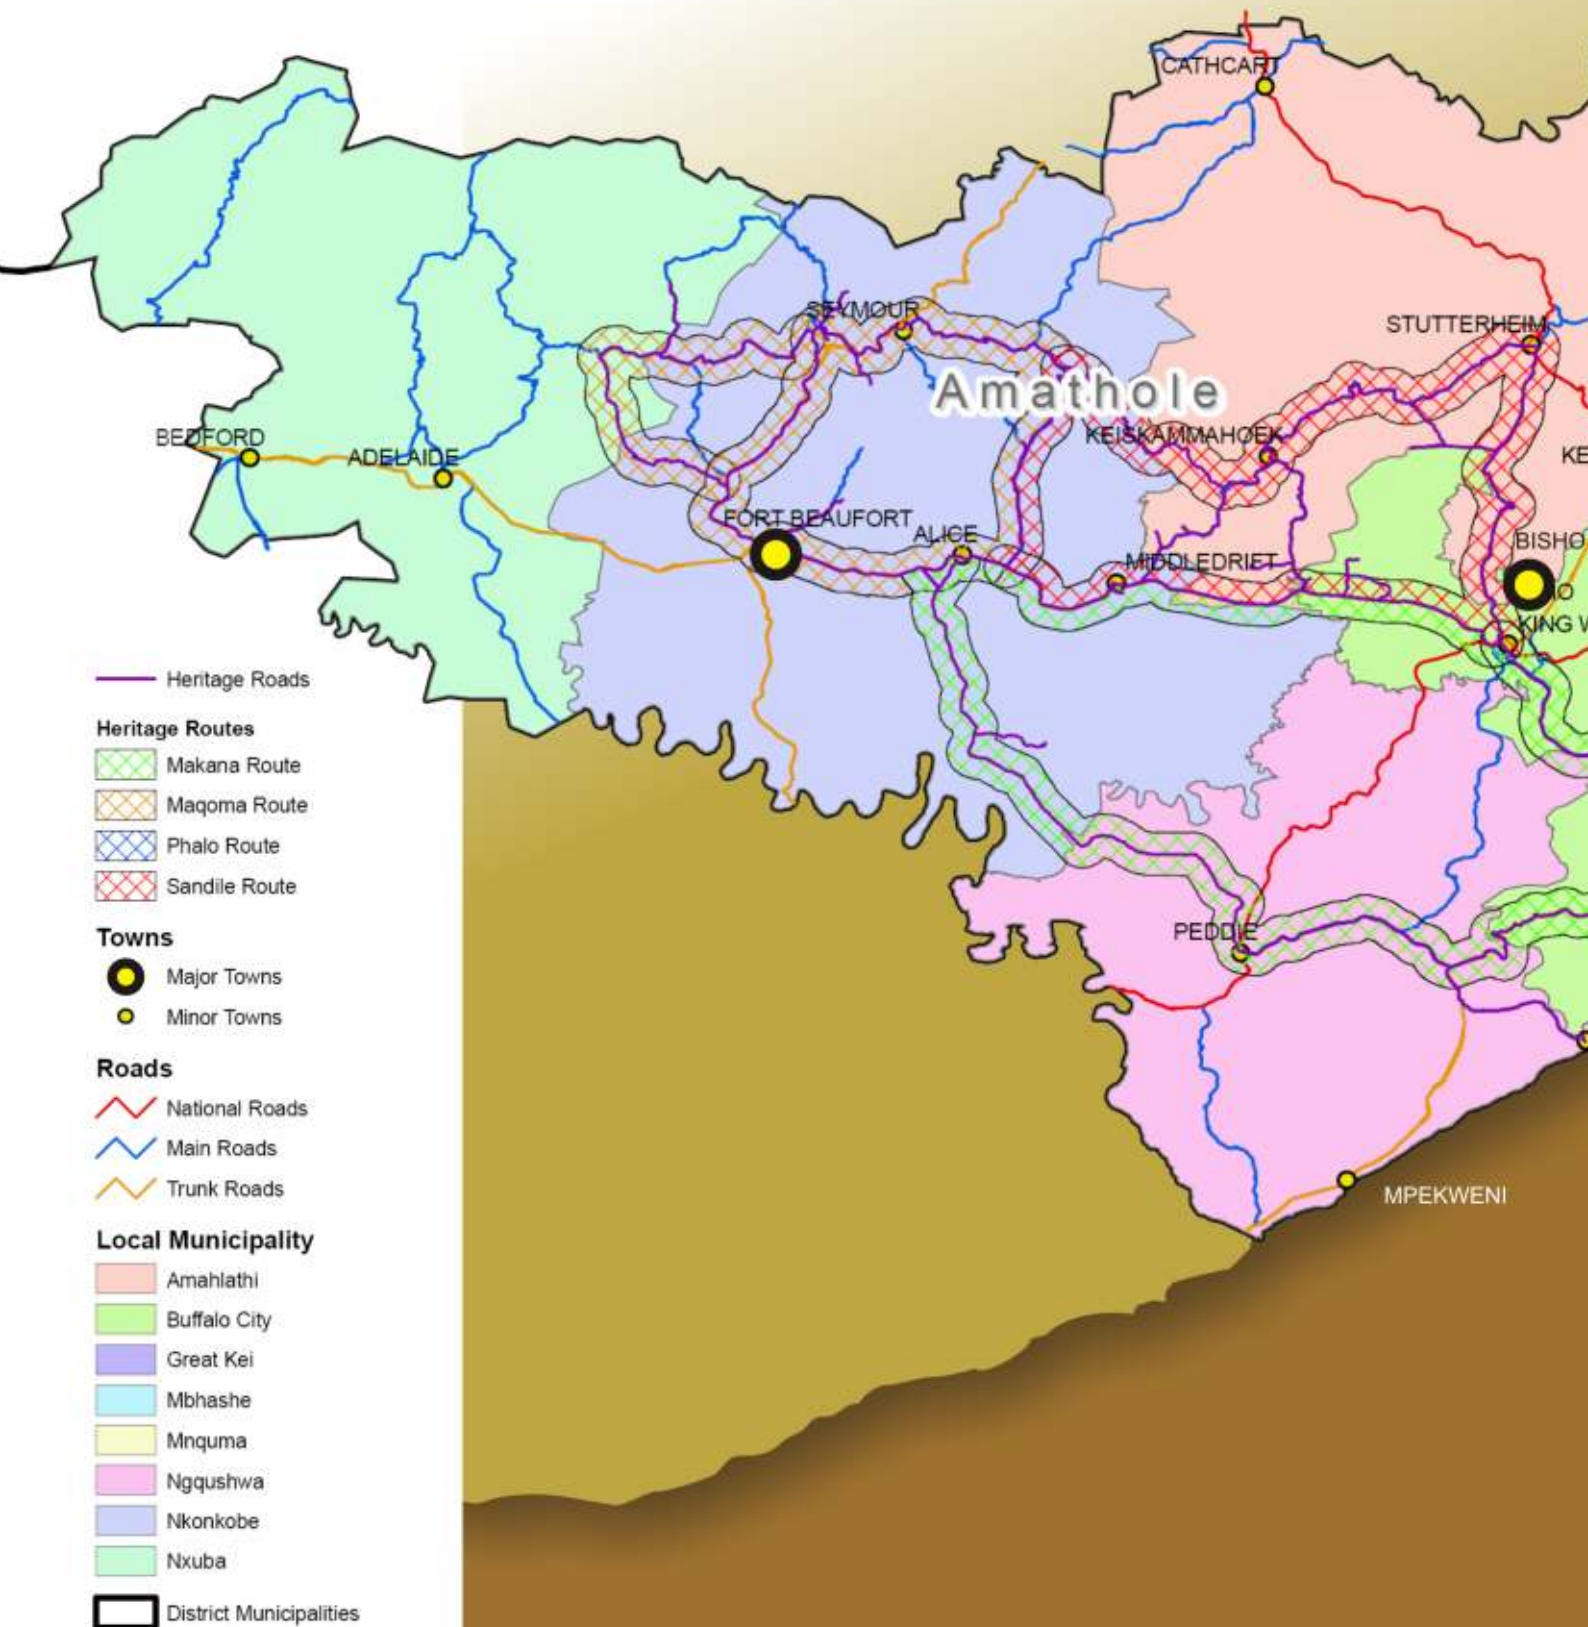 CATHCART
SEYMOUR
STUTTERHEIM
Amathole
BEDFORD
ADELAIDE
KEISKAMMAHOEK
KE
FORT BEAUFORT
ALICE
MIDDLEDRIFT
BISHO
KING W
PEDDIE
MPEKWENI
Heritage Roads
Heritage Routes
Makana Route
Maqoma Route
Phalo Route
Sandile Route
Towns
Major Towns
Minor Towns
Roads
National Roads
Main Roads
Trunk Roads
Local Municipality
Amahlathi
Buffalo City
Great Kei
Mbhashe
Mnquma
Ngqushwa
Nkonkobe
Nxuba
District Municipalities